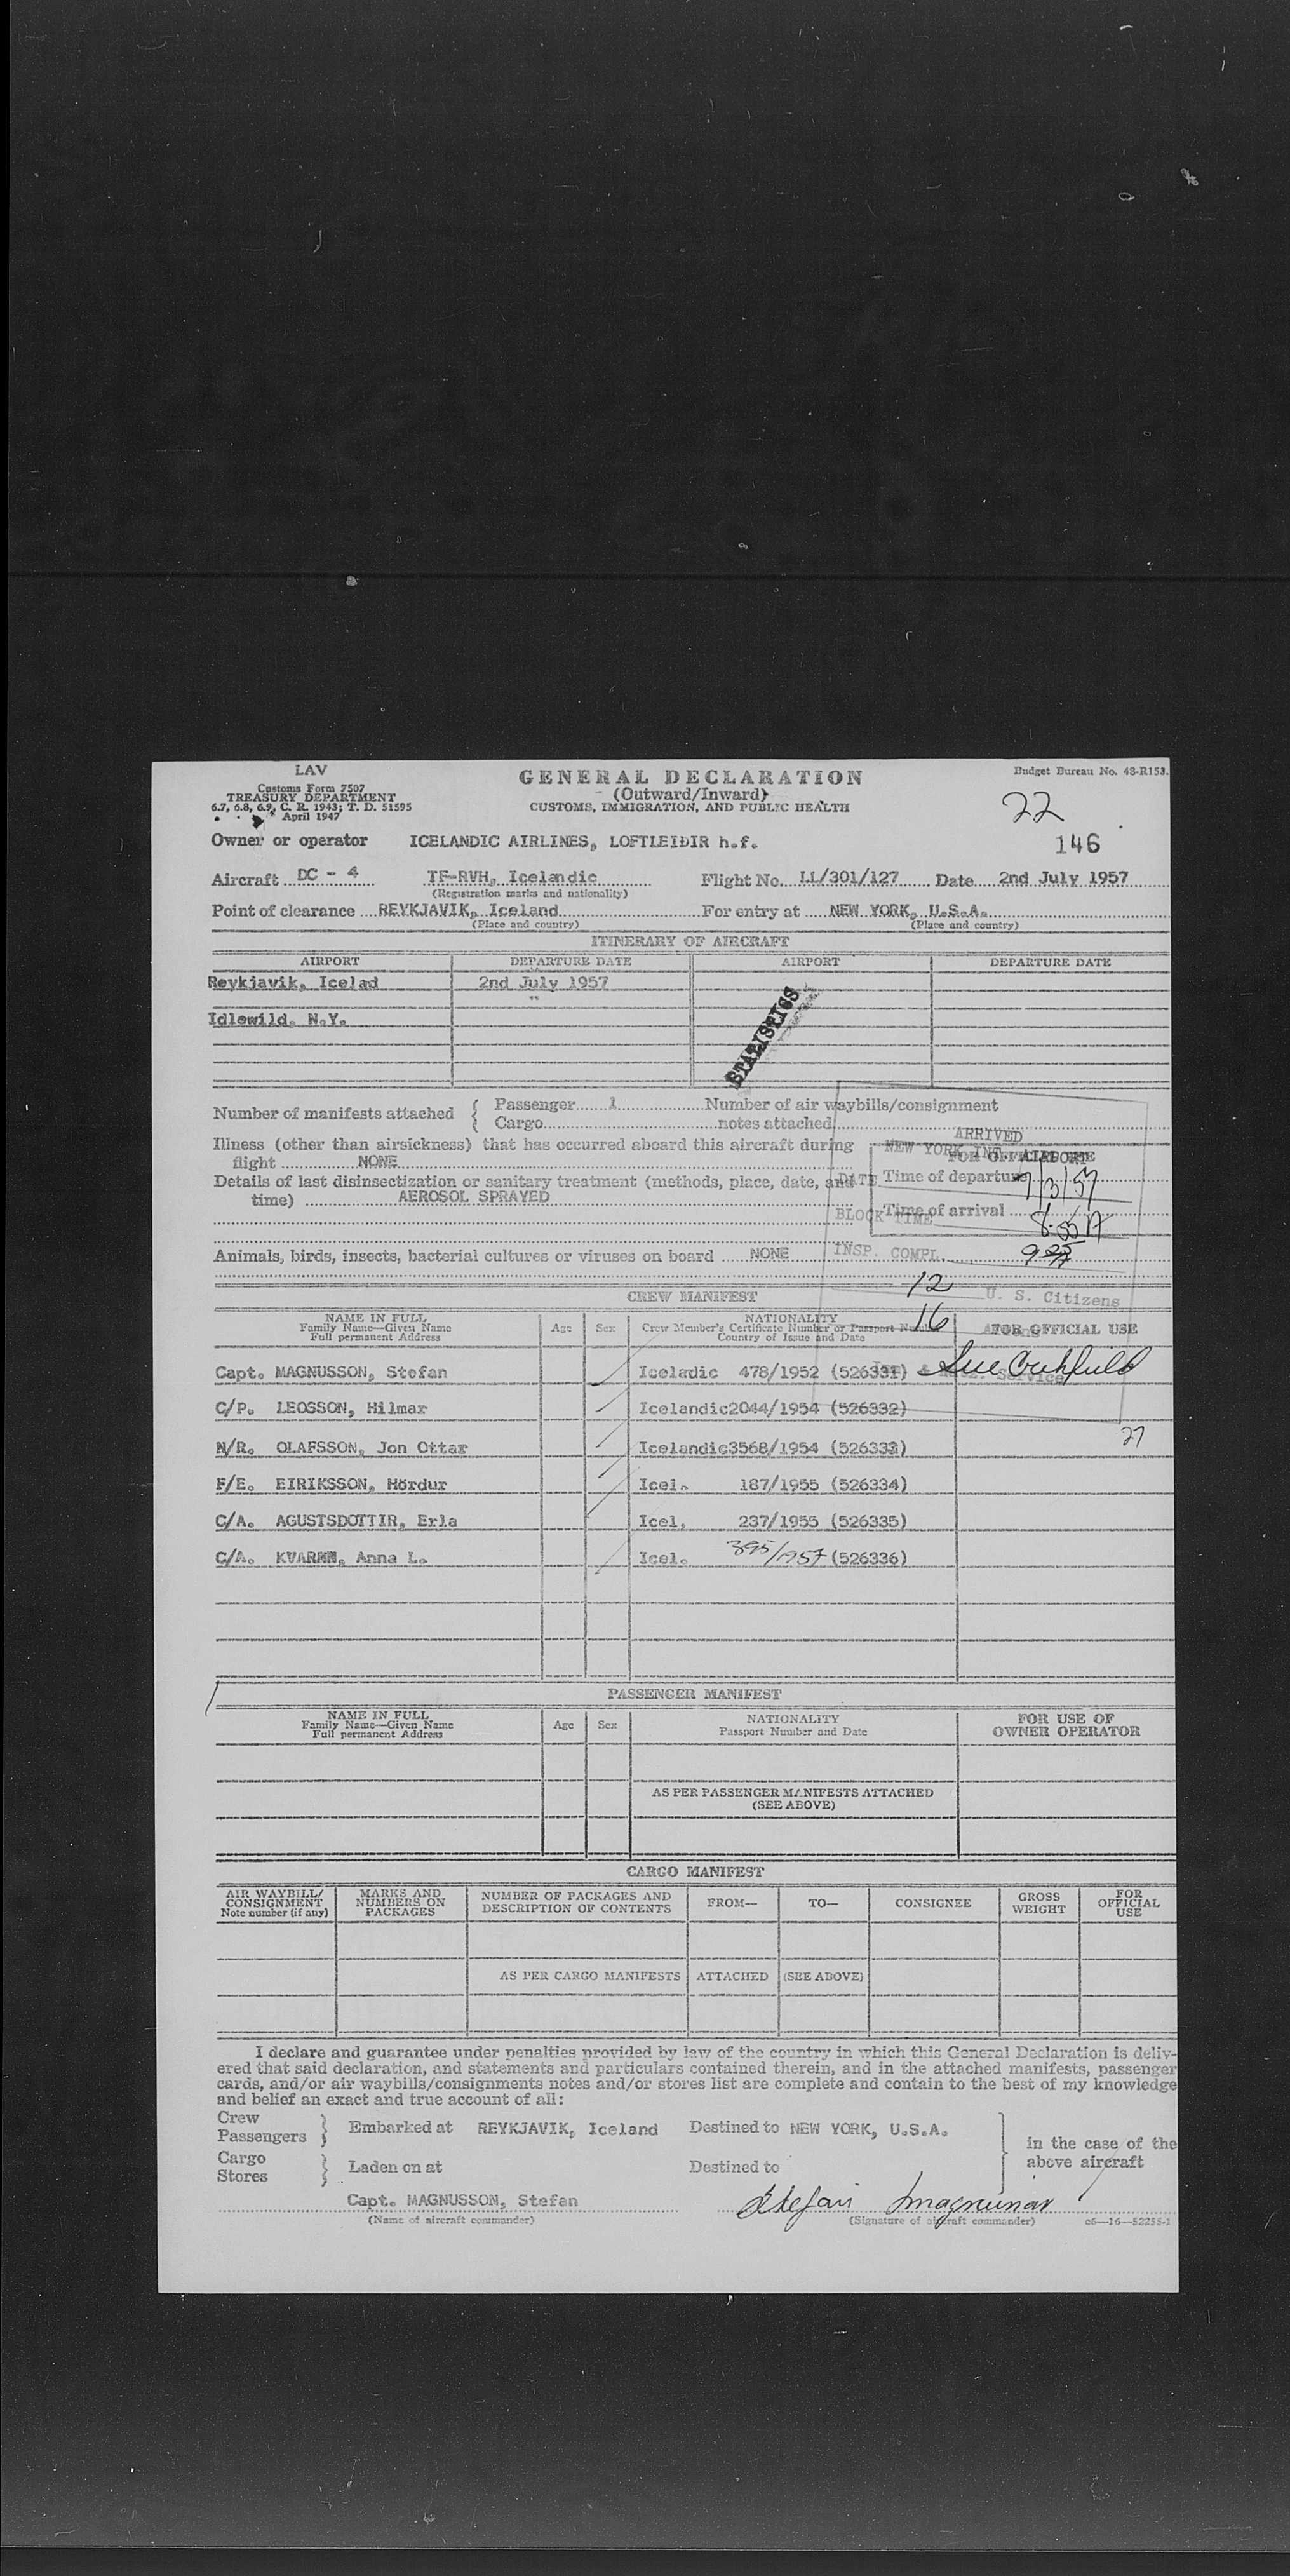 LAV
Customs Form 7507
TREASURY DEPARTMENT
6.7, 6.8, 6.9, C. R. 1943; T. D. 51595
April 1947
GENERAL DECLARATION
(Outward/Inward)
CUSTOMS, IMMIGRATION, AND PUBLIC HEALTH
Budget Bureau No. 48-R153.
22
146
Owner or operator ICELANDIC AIRLINES, LOFTLEIDIR h.f.
Aircraft DC - 4 TF-RVH, Icelandic Flight No. LL/301/127 Date 2nd July 1957
(Registration marks and nationality)
Point of clearance REYKJAVIK, Iceland For entry at NEW YORK, U.S.A.
(Place and country) (Place and country)
ITINERARY OF AIRCRAFT
AIRPORT DEPARTURE DATE AIRPORT DEPARTURE DATE
Reykjavik, Icelad 2nd July 1957
"
Idlewild, N.Y.
STATISTICS
Number of manifests attached { Passenger 1 Number of air waybills/consignment
Cargo notes attached
Illness (other than airsickness) that has occurred aboard this aircraft during
flight NONE
Details of last disinsectization or sanitary treatment (methods, place, date, and
time) AEROSOL SPRAYED
Animals, birds, insects, bacterial cultures or viruses on board NONE
ARRIVED
NEW YORK INT. AIRPORT
FOR OFFICIAL USE
DATE 7/3/57
Time of departure
Time of arrival
BLOCK TIME 8:55 A
INSP. COMPL.
12 U. S. Citizens
16
CREW MANIFEST
NAME IN FULL
Family Name—Given Name
Full permanent Address
Age Sex
NATIONALITY
Crew Member's Certificate Number or Passport Number
Country of Issue and Date
FOR OFFICIAL USE
Capt. MAGNUSSON, Stefan Iceladic 478/1952 (526331)
C/P. LEOSSON, Hilmar Icelandic2044/1954 (526332)
27
N/R. OLAFSSON, Jon Ottar Icelandic3568/1954 (526333)
F/E. EIRIKSSON, Hördur Icel. 187/1955 (526334)
C/A. AGUSTSDOTTIR, Erla Icel. 237/1955 (526335)
C/A. KVARAN, Anna L. Icel. 395/1957 (526336)
PASSENGER MANIFEST
NAME IN FULL
Family Name—Given Name
Full permanent Address
Age Sex
NATIONALITY
Passport Number and Date
FOR USE OF
OWNER OPERATOR
AS PER PASSENGER MANIFESTS ATTACHED
(SEE ABOVE)
CARGO MANIFEST
AIR WAYBILL/
CONSIGNMENT
Note number (if any)
MARKS AND
NUMBERS ON
PACKAGES
NUMBER OF PACKAGES AND
DESCRIPTION OF CONTENTS
FROM— TO— CONSIGNEE
GROSS
WEIGHT
FOR
OFFICIAL
USE
AS PER CARGO MANIFESTS ATTACHED (SEE ABOVE)
I declare and guarantee under penalties provided by law of the country in which this General Declaration is deliv-
ered that said declaration, and statements and particulars contained therein, and in the attached manifests, passenger
cards, and/or air waybills/consignments notes and/or stores list are complete and contain to the best of my knowledge
and belief an exact and true account of all:
Crew
Passengers } Embarked at REYKJAVIK, Iceland Destined to NEW YORK, U.S.A.
in the case of the
above aircraft
Cargo
Stores } Laden on at Destined to
Capt. MAGNUSSON, Stefan Stefan Magnusson
(Name of aircraft commander) (Signature of aircraft commander) c6—16—52255-1